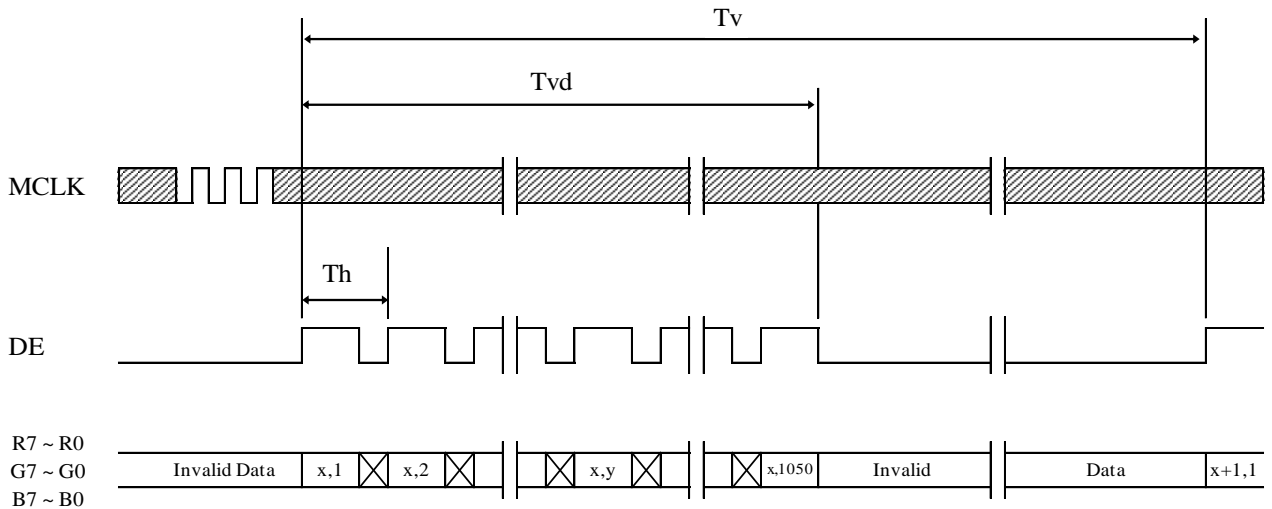 Tv
Tvd
MCLK
Th
DE
R7 ~ R0
G7 ~ G0
B7 ~ B0
Invalid Data
x,1
x,2
x,y
x,1050
Invalid
Data
x+1,1